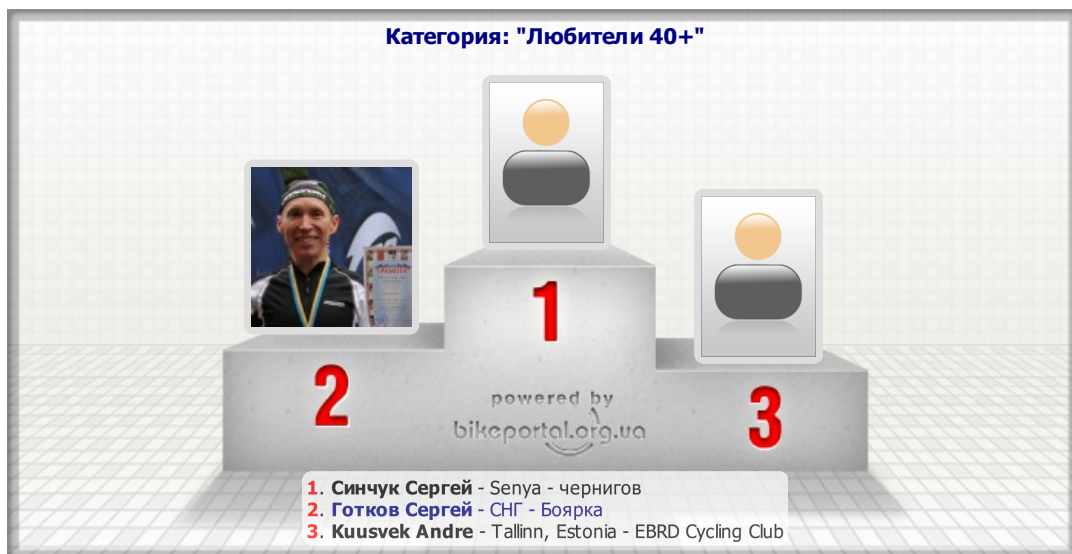 Категория: "Любители 40+"
1
2
3
powered by
bikeportal.org.ua
1. Синчук Сергей - Senya - чернигов
2. Готков Сергей - СНГ - Боярка
3. Kuusvek Andre - Tallinn, Estonia - EBRD Cycling Club